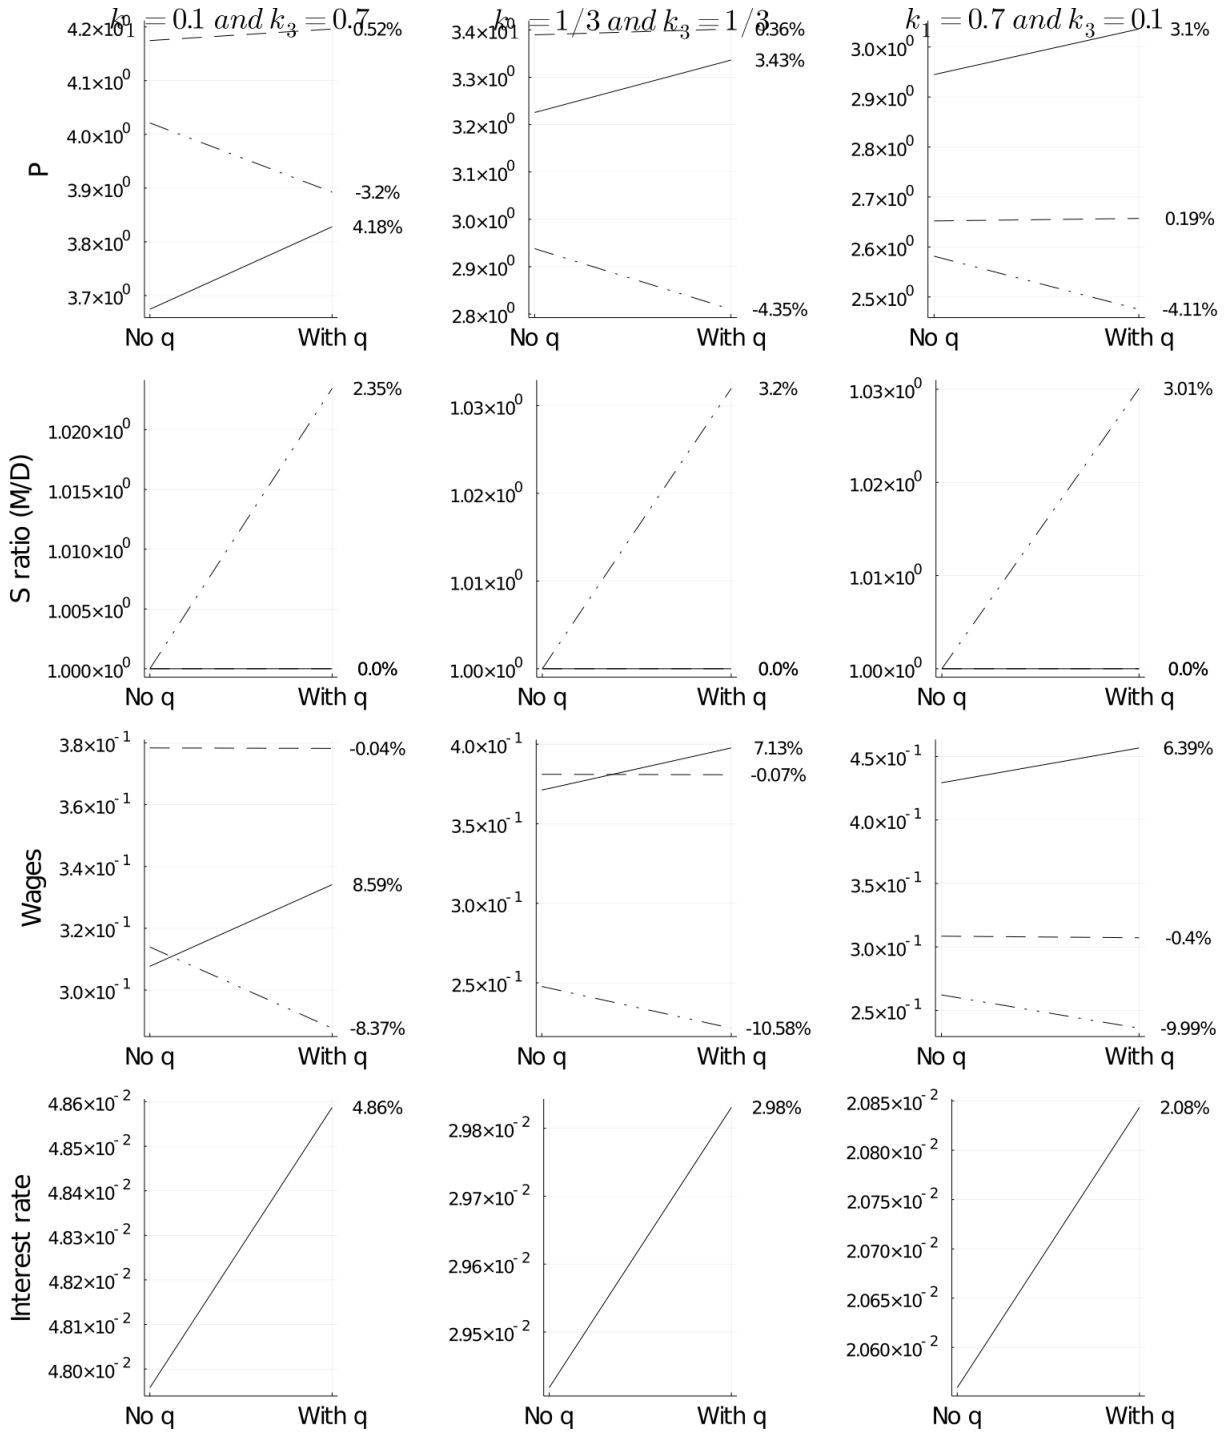 k₁ = 0.1 and k₃ = 0.7
k₁ = 1/3 and k₃ = 1/3
k₁ = 0.7 and k₃ = 0.1
P
4.2×10⁰
4.1×10⁰
4.0×10⁰
3.9×10⁰
3.8×10⁰
3.7×10⁰
0.52%
-3.2%
4.18%
No q
With q
3.4×10⁰
3.3×10⁰
3.2×10⁰
3.1×10⁰
3.0×10⁰
2.9×10⁰
2.8×10⁰
0.36%
3.43%
-4.35%
No q
With q
3.0×10⁰
2.9×10⁰
2.8×10⁰
2.7×10⁰
2.6×10⁰
2.5×10⁰
3.1%
0.19%
-4.11%
No q
With q
S ratio (M/D)
1.020×10⁰
1.015×10⁰
1.010×10⁰
1.005×10⁰
1.000×10⁰
2.35%
0.0%
No q
With q
1.03×10⁰
1.02×10⁰
1.01×10⁰
1.00×10⁰
3.2%
0.0%
No q
With q
1.03×10⁰
1.02×10⁰
1.01×10⁰
1.00×10⁰
3.01%
0.0%
No q
With q
Wages
3.8×10⁻¹
3.6×10⁻¹
3.4×10⁻¹
3.2×10⁻¹
3.0×10⁻¹
-0.04%
8.59%
-8.37%
No q
With q
4.0×10⁻¹
3.5×10⁻¹
3.0×10⁻¹
2.5×10⁻¹
7.13%
-0.07%
-10.58%
No q
With q
4.5×10⁻¹
4.0×10⁻¹
3.5×10⁻¹
3.0×10⁻¹
2.5×10⁻¹
6.39%
-0.4%
-9.99%
No q
With q
Interest rate
4.86×10⁻²
4.85×10⁻²
4.84×10⁻²
4.83×10⁻²
4.82×10⁻²
4.81×10⁻²
4.80×10⁻²
4.86%
No q
With q
2.98×10⁻²
2.97×10⁻²
2.96×10⁻²
2.95×10⁻²
2.98%
No q
With q
2.085×10⁻²
2.080×10⁻²
2.075×10⁻²
2.070×10⁻²
2.065×10⁻²
2.060×10⁻²
2.08%
No q
With q